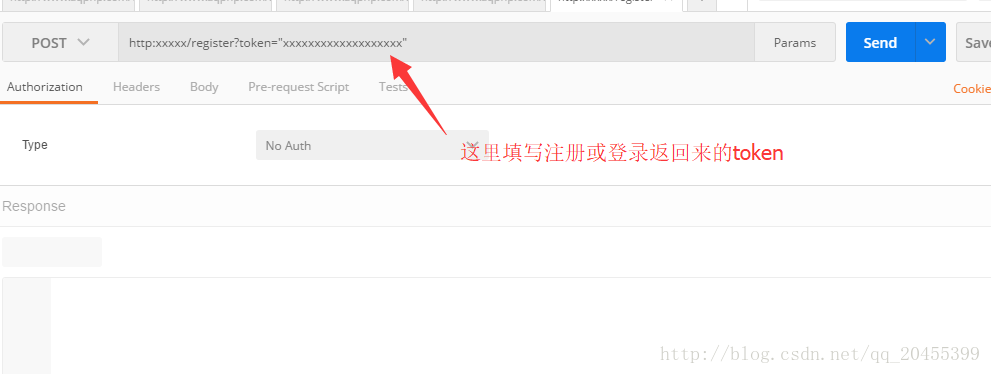 POST
http:xxxxx/register?token="xxxxxxxxxxxxxxxxxxx"
Params
Send
Save
Authorization
Headers
Body
Pre-request Script
Tests
Cookie
Type
No Auth
这里填写注册或登录返回来的token
Response
http://blog.csdn.net/qq_20455399